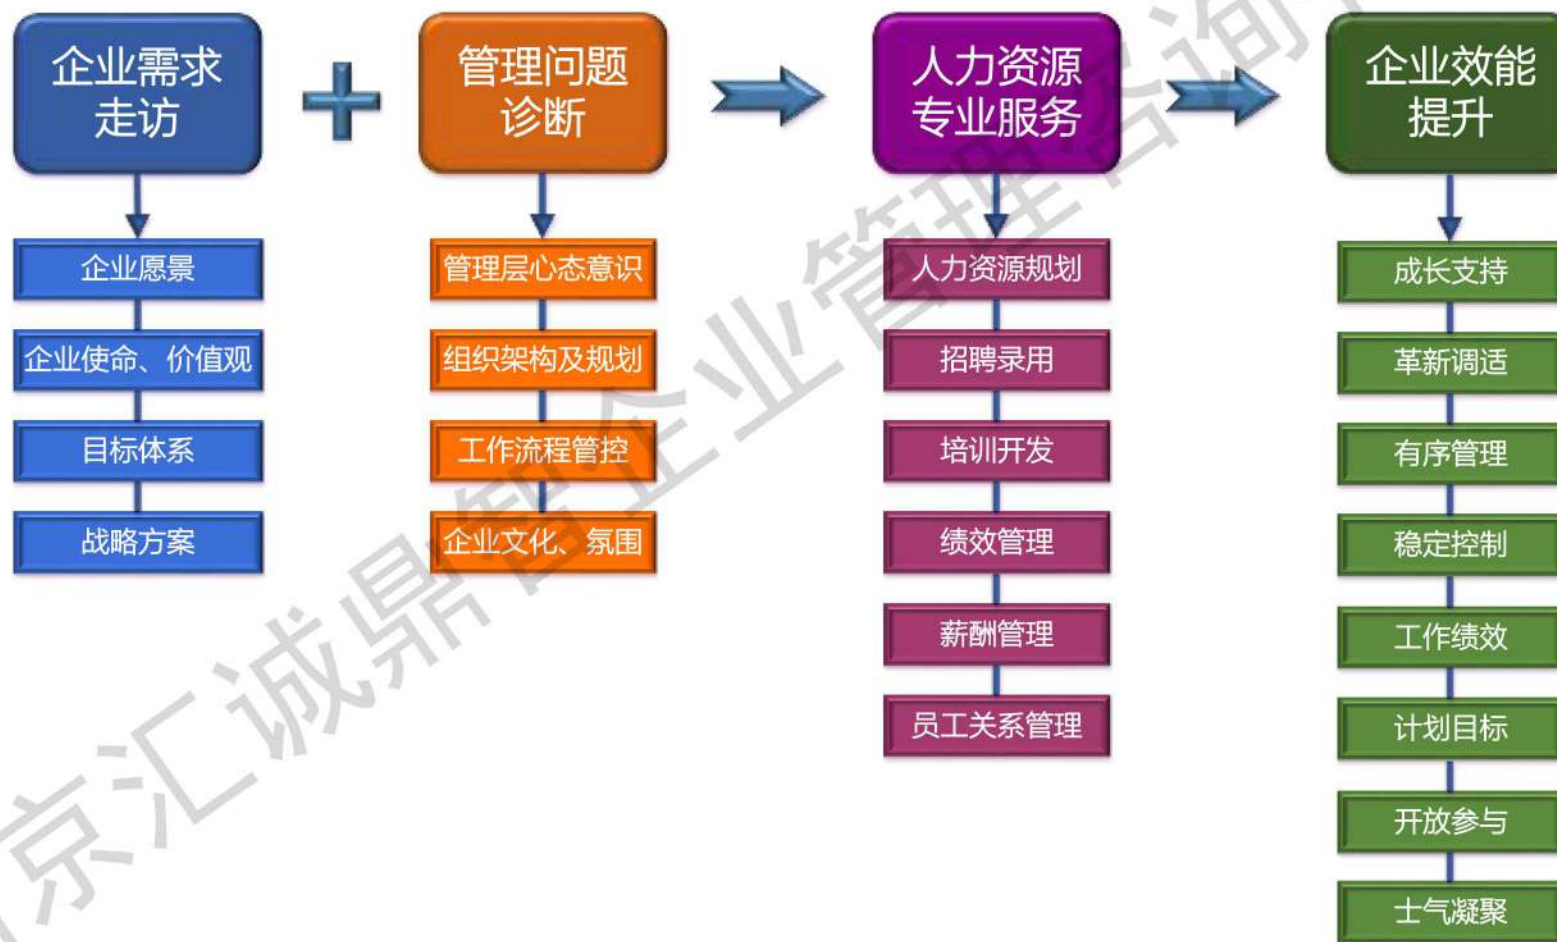 企业需求
走访
管理问题
诊断
人力资源
专业服务
企业效能
提升
企业愿景
企业使命、价值观
目标体系
战略方案
管理层心态意识
组织架构及规划
工作流程管控
企业文化、氛围
人力资源规划
招聘录用
培训开发
绩效管理
薪酬管理
员工关系管理
成长支持
革新调适
有序管理
稳定控制
工作绩效
计划目标
开放参与
士气凝聚
京汇诚鼎智企业管理咨询